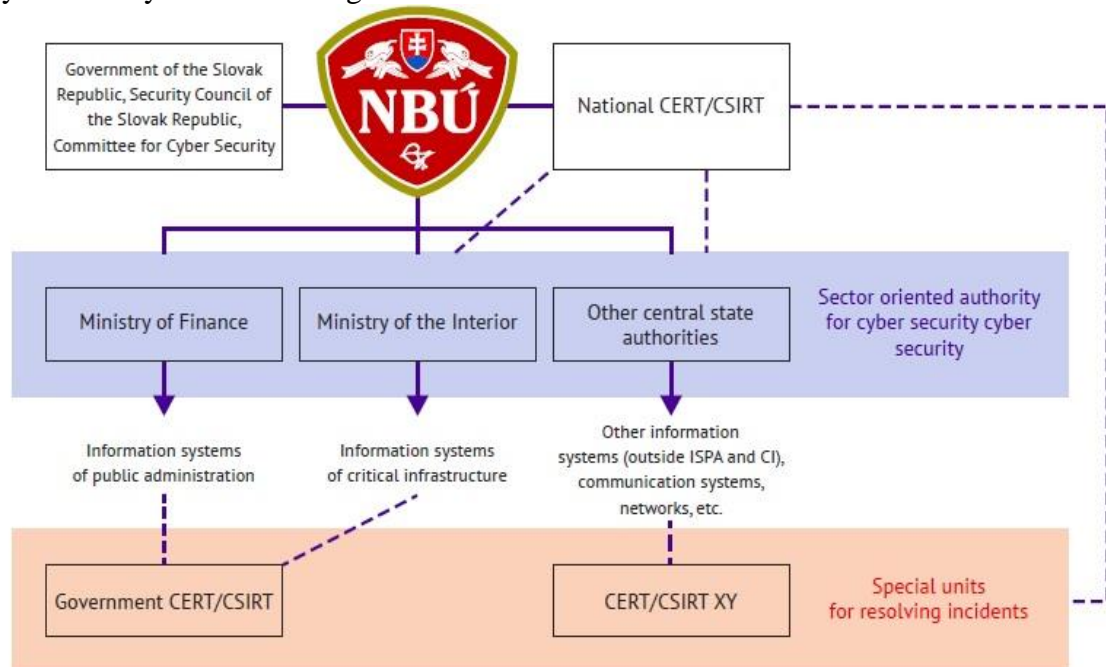 Government of the Slovak
Republic, Security Council of
the Slovak Republic,
Committee for Cyber Security
NBÚ
National CERT/CSIRT
Ministry of Finance
Ministry of the Interior
Other central state
authorities
Sector oriented authority
for cyber security cyber
security
Information systems
of public administration
Information systems
of critical infrastructure
Other information
systems (outside ISPA and CI),
communication systems,
networks, etc.
Government CERT/CSIRT
CERT/CSIRT XY
Special units
for resolving incidents